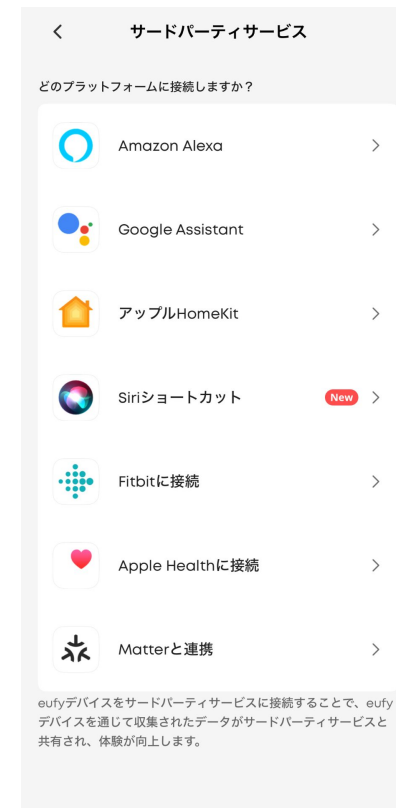 サードパーティサービス
どのプラットフォームに接続しますか？
Amazon Alexa
Google Assistant
アップルHomeKit
Siriショートカット New
Fitbitに接続
Apple Healthに接続
Matterと連携
eufyデバイスをサードパーティサービスに接続することで、eufy
デバイスを通じて収集されたデータがサードパーティサービスと
共有され、体験が向上します。